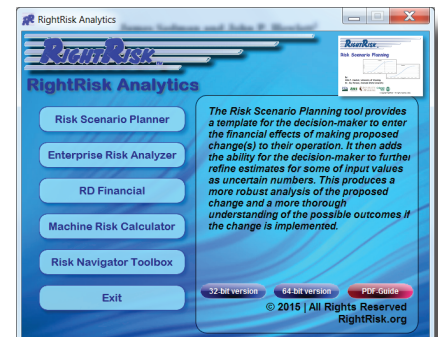 RightRisk Analytics
RIGHTRISK
RightRisk Analytics
RIGHTRISK
Risk Scenario Planning
Risk Scenario Planner
Enterprise Risk Analyzer
RD Financial
Machine Risk Calculator
Risk Navigator Toolbox
Exit
The Risk Scenario Planning tool provides
a template for the decision-maker to enter
the financial effects of making proposed
change(s) to their operation. It then adds
the ability for the decision-maker to further
refine estimates for some of input values
as uncertain numbers. This produces a
more robust analysis of the proposed
change and a more thorough
understanding of the possible outcomes if
the change is implemented.
32-bit version
64-bit version
PDF-Guide
© 2015 | All Rights Reserved
RightRisk.org